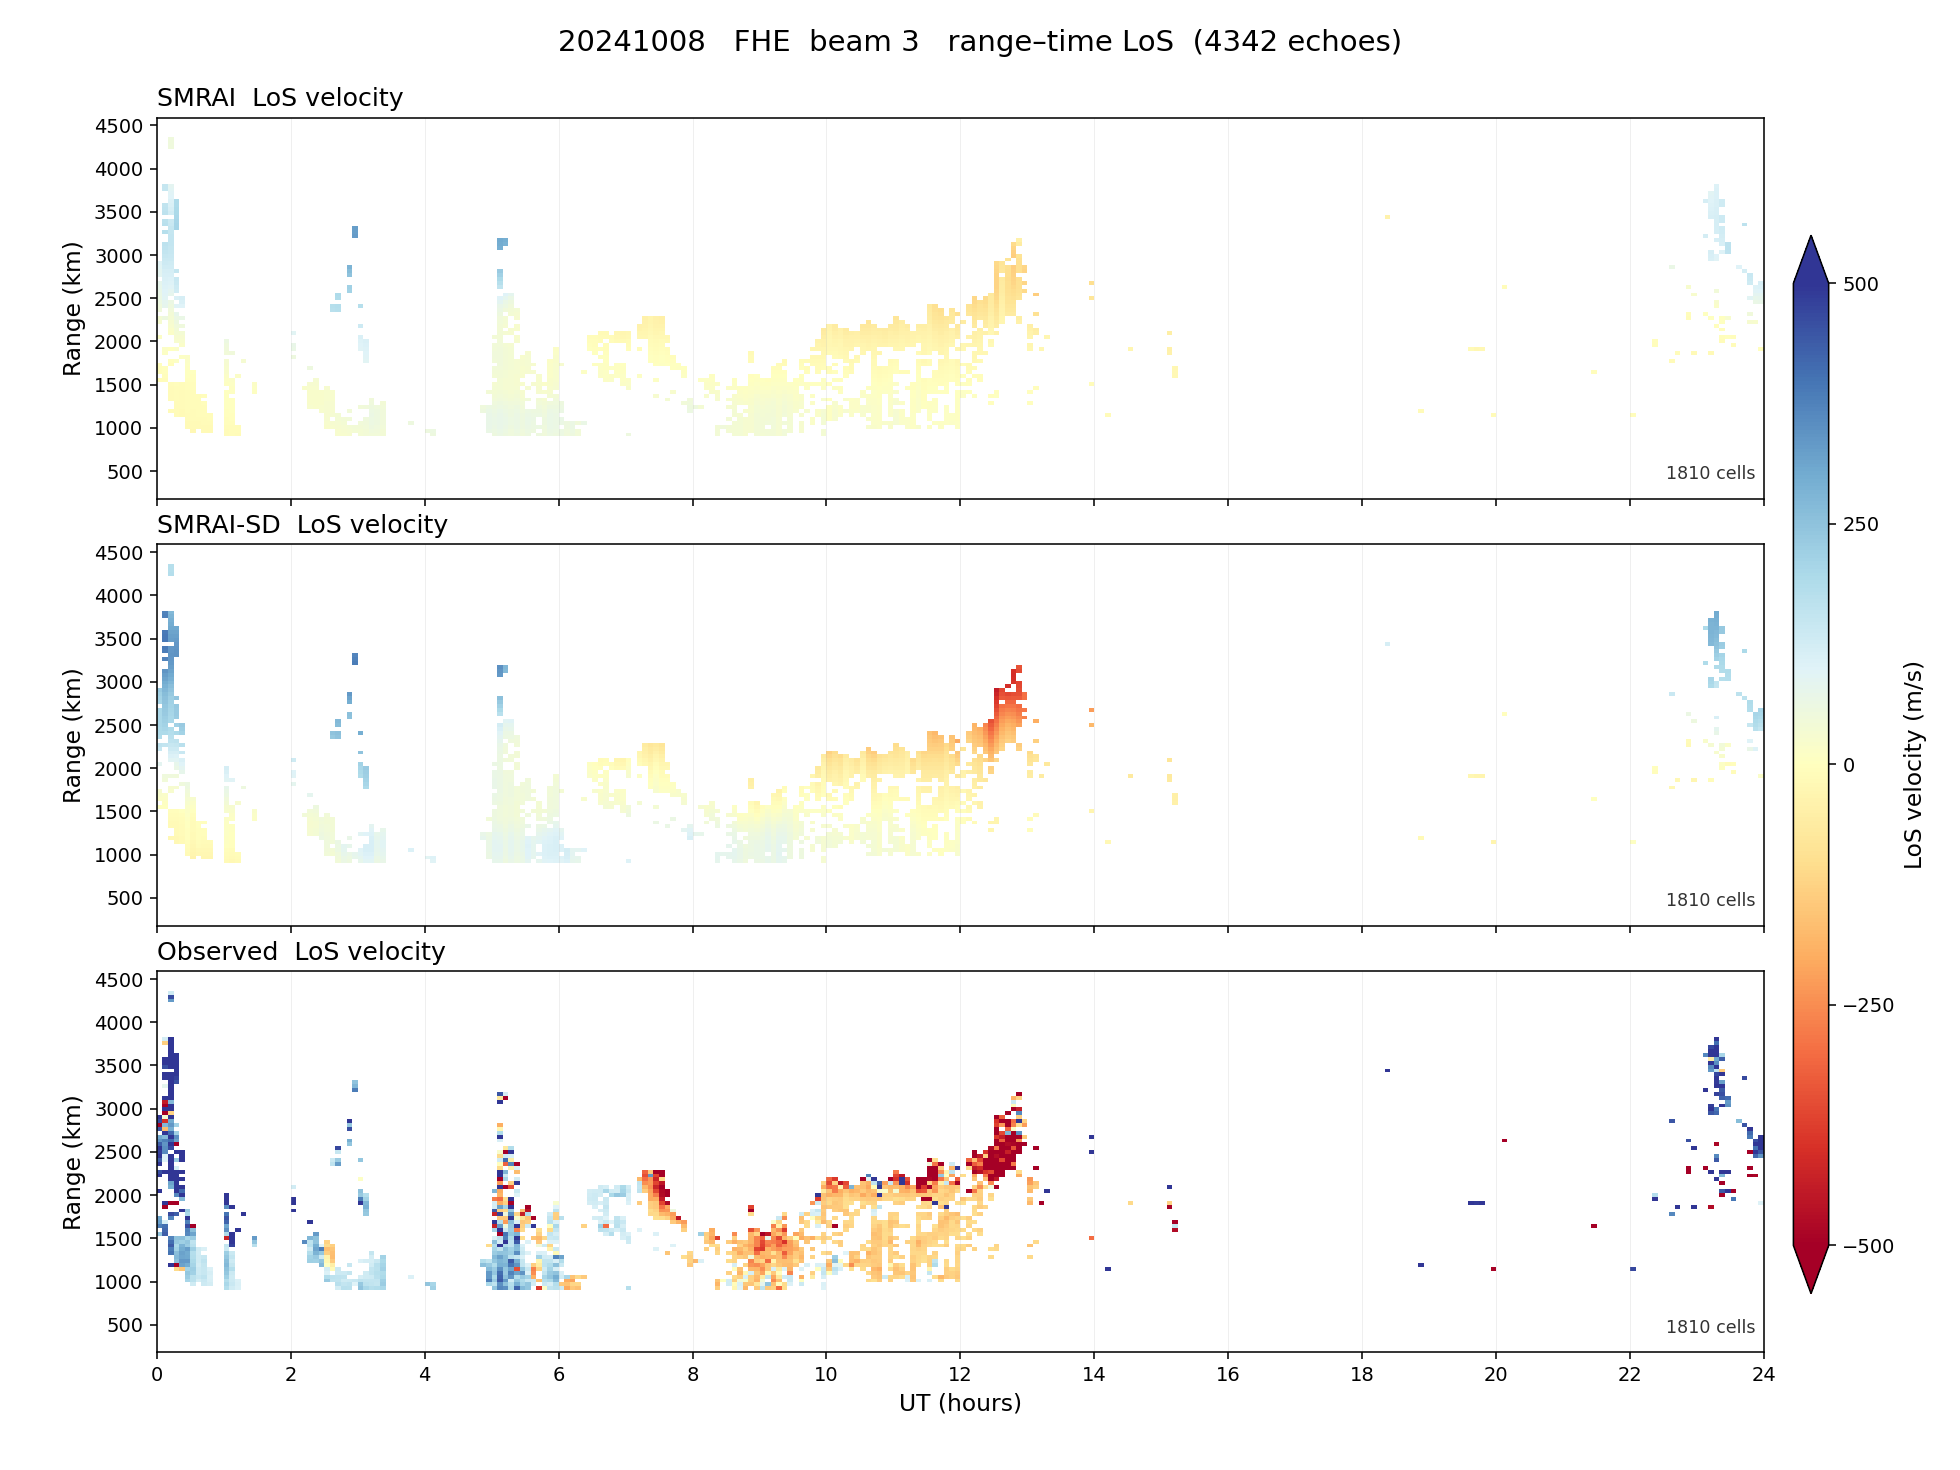 20241008   FHE  beam 3   range–time LoS  (4342 echoes)
SMRAI  LoS velocity
4500
4000
3500
3000
2500
2000
1500
1000
500
Range (km)
1810 cells
SMRAI-SD  LoS velocity
4500
4000
3500
3000
2500
2000
1500
1000
500
Range (km)
1810 cells
Observed  LoS velocity
4500
4000
3500
3000
2500
2000
1500
1000
500
Range (km)
1810 cells
0 2 4 6 8 10 12 14 16 18 20 22 24
UT (hours)
500
250
0
−250
−500
LoS velocity (m/s)